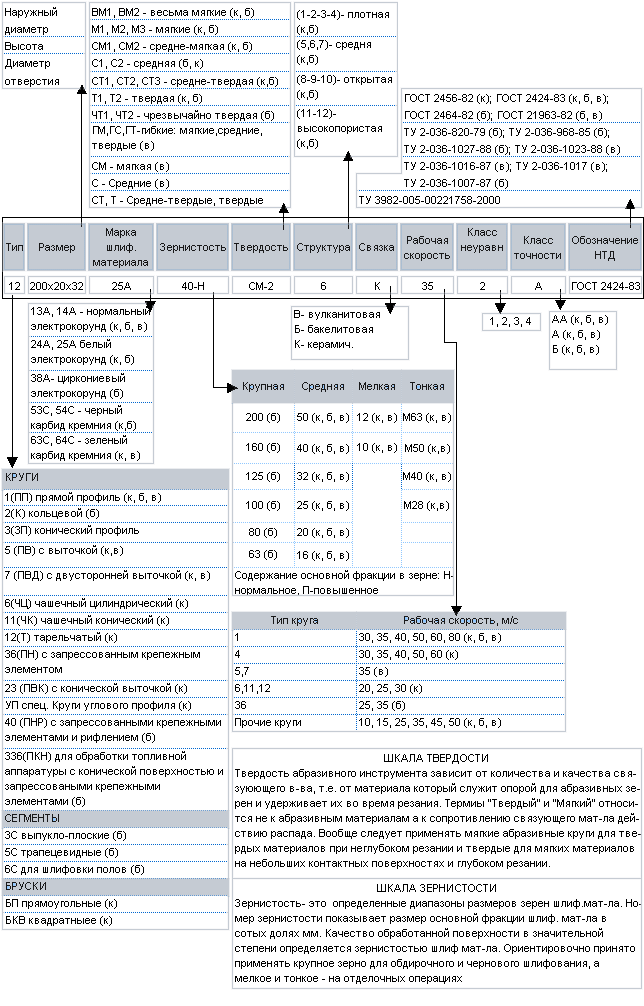 Наружный
диаметр
Высота
Диаметр
отверстия
ВМ1, ВМ2 - весьма мягкие (к, б)
М1, М2, М3 - мягкие (к, б)
СМ1, СМ2 - средне-мягкая (к, б)
С1, С2 - средняя (б, к)
СТ1, СТ2, СТ3 - средне-твердая (к,б)
Т1, Т2 - твердая (к, б)
ЧТ1, ЧТ2 - чрезвычайно твердая (б)
ГМ,ГС,ГТ-гибкие: мягкие,средние,
твердые (в)
СМ - мягкая (в)
С - Средние (в)
СТ, Т - Средне-твердые, твердые
(1-2-3-4)- плотная
(к,б)
(5,6,7)- средня
(к,б)
(8-9-10)- открытая
(к,б)
(11-12)-
высокопористая
(к,б)
ГОСТ 2456-82 (к); ГОСТ 2424-83 (к, б, в);
ГОСТ 2464-82 (б); ГОСТ 21963-82 (б, в)
ТУ 2-036-820-79 (б); ТУ 2-036-968-85 (б);
ТУ 2-036-1027-88 (б); ТУ 2-036-1023-88 (в)
ТУ 2-036-1016-87 (в); ТУ 2-036-1017 (в);
ТУ 2-036-1007-87 (б)
ТУ 3982-005-00221758-2000
Тип
Размер
Марка
шлиф.
материала
Зернистость
Твердость
Структура
Связка
Рабочая
скорость
Класс
неуравн
Класс
точности
Обозначение
НТД
12
200х20х32
25А
40-Н
СМ-2
6
К
35
2
А
ГОСТ 2424-83
13А, 14А - нормальный
электрокорунд (к, б, в)
24А, 25А белый
электрокорунд (к, б)
38А- циркониевый
электрокорунд (б)
53С, 54С - черный
карбид кремния (к,б)
63С, 64С - зеленый
карбид кремния (к, в)
В- вулканитовая
Б- бакелитовая
К- керамич.
1, 2, 3, 4
АА (к, б, в)
А (к, б, в)
Б (к, б, в)
Крупная Средняя Мелкая Тонкая
200 (б) 50 (к, б, в) 12 (к, в) М63 (к, в)
160 (б) 40 (к, б, в) 10 (к, в) М50 (к,в)
125 (б) 32 (к, б, в) М40 (к, в)
100 (б) 25 (к, б, в) М28 (к,в)
80 (б) 20 (к, б, в)
63 (б) 16 (к, б, в)
Содержание основной фракции в зерне: Н-
нормальное, П-повышенное
КРУГИ
1(ПП) прямой профиль (к, б, в)
2(К) кольцевой (б)
3(ЗП) конический профиль
5 (ПВ) с выточкой (к,в)
7 (ПВД) с двусторонней выточкой (к, в)
6(ЧЦ) чашечный цилиндрический (к)
11(ЧК) чашечный конический (к)
12(Т) тарельчатый (к)
36(ПН) с запрессованным крепежным
элементом
23 (ПВК) с конической выточкой (к)
УП спец. Круги углового профиля (к)
40 (ПНР) с запрессованными крепежными
элементами и рифлением (б)
336(ПКН) для обработки топливной
аппаратуры с конической поверхностью и
запрессоваными крепежными
элементами (б)
СЕГМЕНТЫ
3С выпукло-плоские (б)
5С трапецевидные (б)
6С для шлифовки полов (б)
БРУСКИ
БП прямоугольные (к)
БКВ квадратныее (к)
Тип круга Рабочая скорость, м/с
1 30, 35, 40, 50, 60, 80 (к, б, в)
4 30, 35, 40, 50, 60 (к)
5,7 35 (в)
6,11,12 20, 25, 30 (к)
36 25, 35 (б)
Прочие круги 10, 15, 25, 35, 45, 50 (к, б, в)
ШКАЛА ТВЕРДОСТИ
Твердость абразивного инструмента зависит от количества и качества свя-
зующего в-ва, т.е. от материала который служит опорой для абразивных зе-
рен и удерживает их во время резания. Термиы "Твердый" и "Мягкий" относи-
тся не к абразивным материалам а к сопротивлению связующего мат-ла дей-
ствию распада. Вообще следует применять мягкие абразивные круги для тве-
рдых материалов при неглубоком резании и твердые для мягких материалов
на небольших контактных поверхностях и глубоком резании.
ШКАЛА ЗЕРНИСТОСТИ
Зернистость- это определенные диапазоны размеров зерен шлиф.мат-ла. Но-
мер зернистости показывает размер основной фракции шлиф. мат-ла в
сотых долях мм. Качество обработанной поверхности в значительной
степени определяется зернистостью шлиф мат-ла. Ориентировочно принято
применять крупное зерно для обдирочного и чернового шлифования, а
мелкое и тонкое - на отделочных операциях